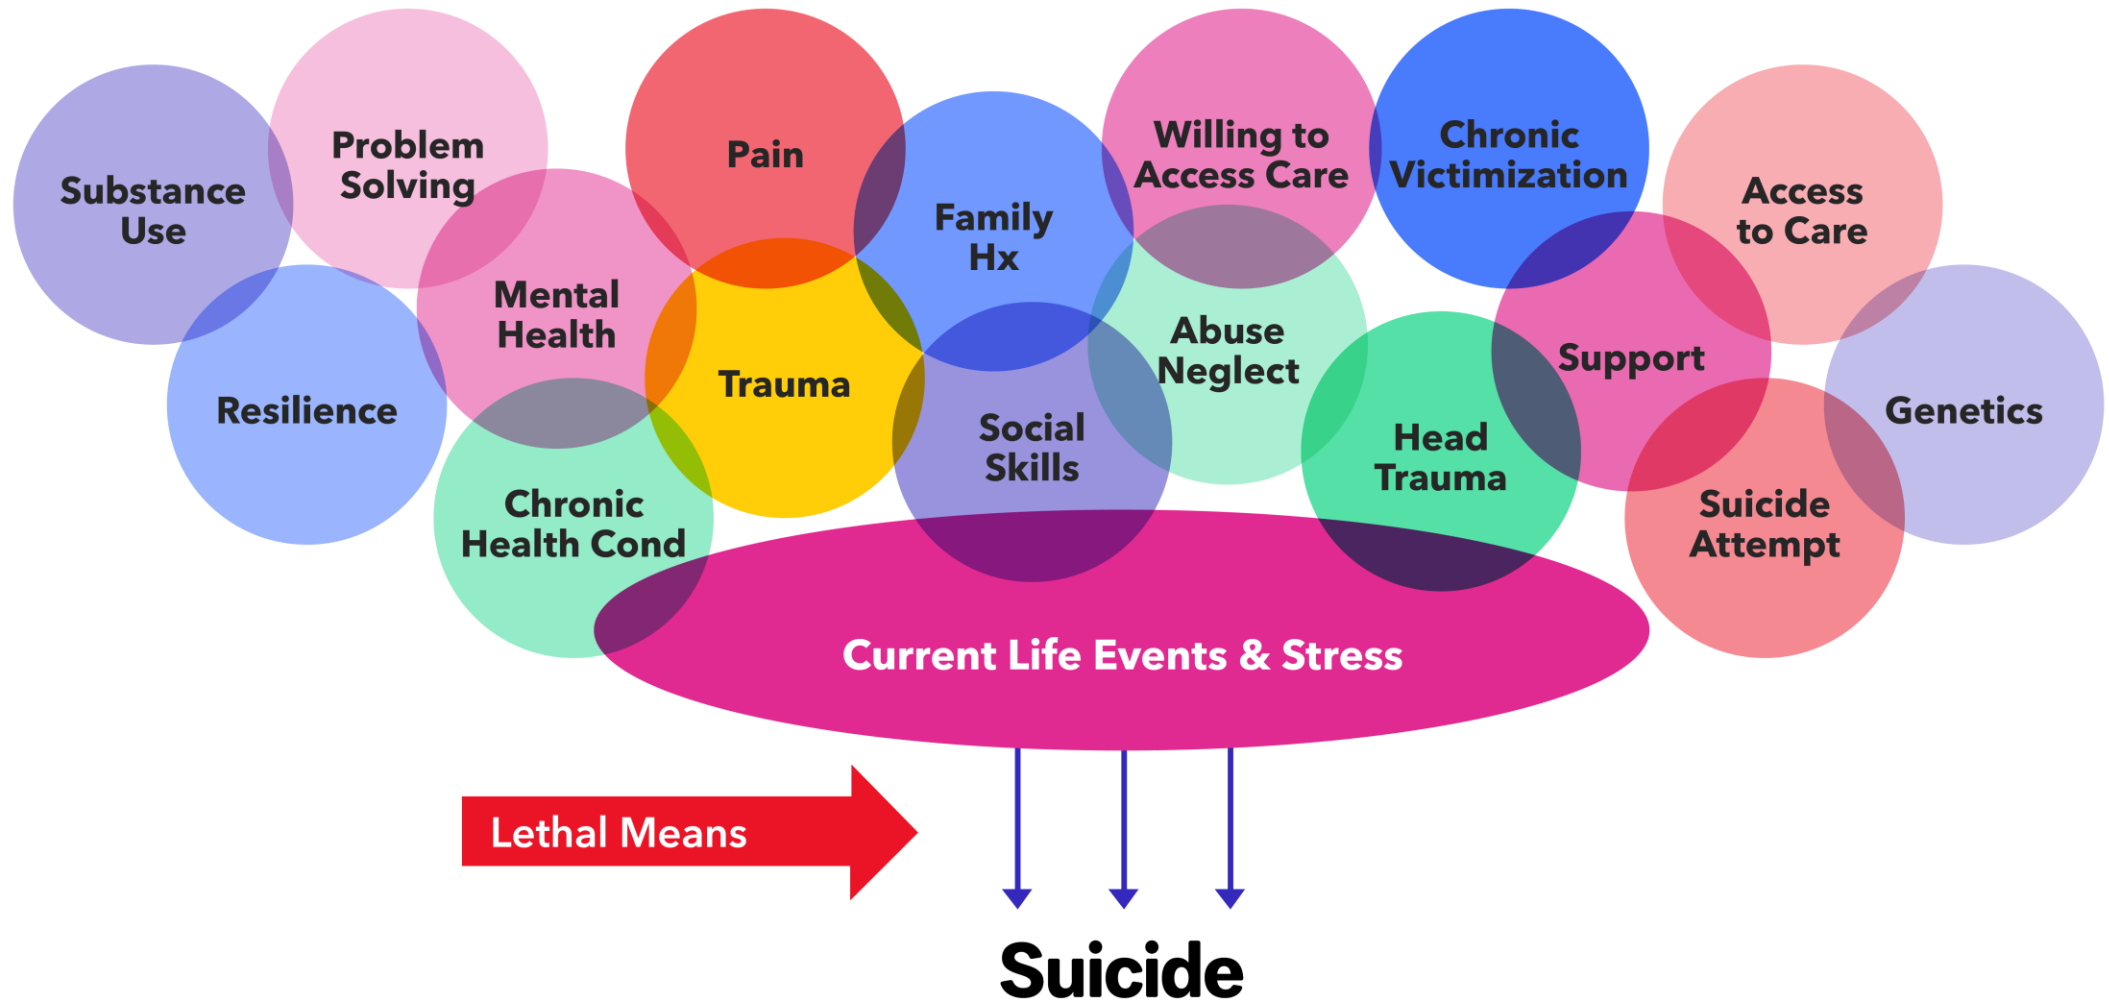 Substance
Use
Problem
Solving
Pain
Family
Hx
Willing to
Access Care
Chronic
Victimization
Access
to Care
Resilience
Mental
Health
Trauma
Abuse
Neglect
Support
Genetics
Chronic
Health Cond
Social
Skills
Head
Trauma
Suicide
Attempt
Current Life Events & Stress
Lethal Means
Suicide